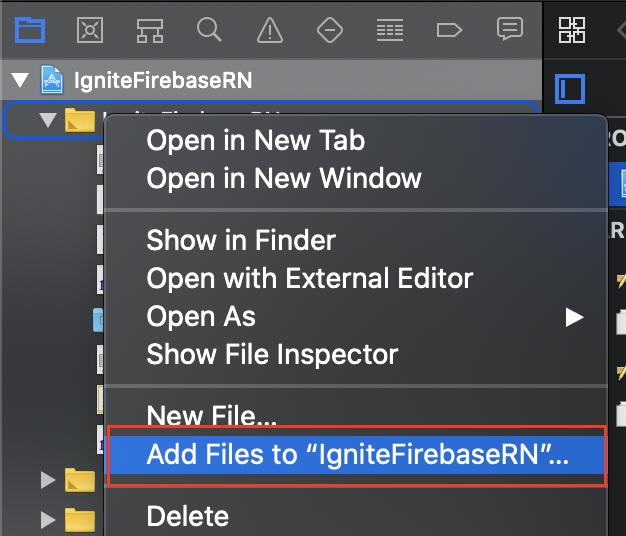 IgniteFirebaseRN
Open in New Tab
Open in New Window
Show in Finder
Open with External Editor
Open As
Show File Inspector
New File...
Add Files to “IgniteFirebaseRN”...
Delete